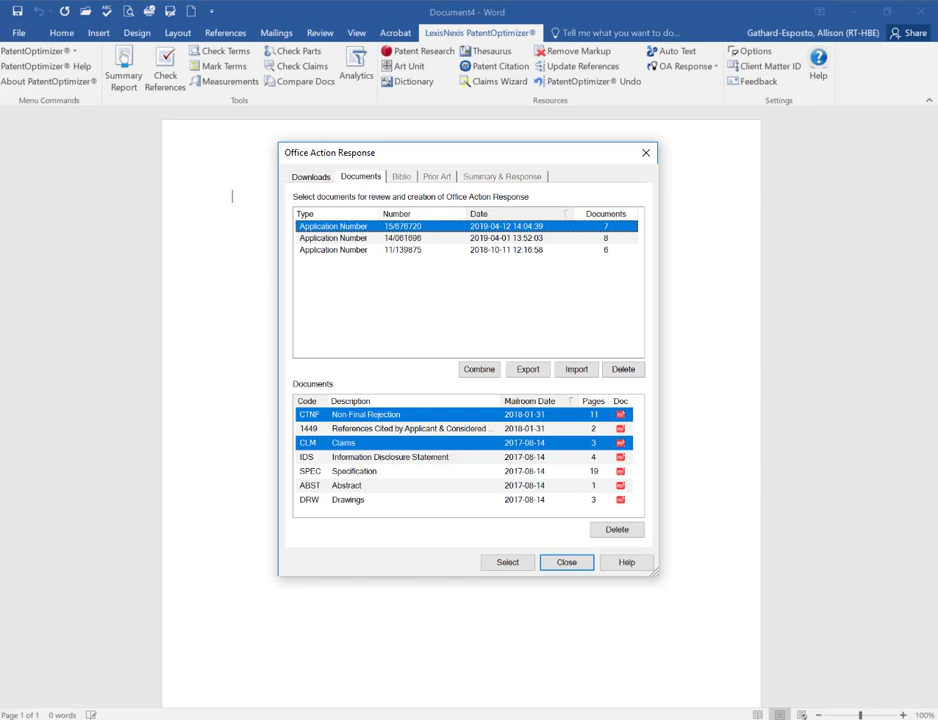 Document4 - Word
File Home Insert Design Layout References Mailings Review View Acrobat LexisNexis PatentOptimizer® Tell me what you want to do... Gathard-Esposto, Allison (RT-HBE) Share
PatentOptimizer® Check Terms Check Parts Patent Research Thesaurus Remove Markup Auto Text Options
PatentOptimizer® Help Mark Terms Check Claims Art Unit Patent Citation Update References OA Response Client Matter ID
About PatentOptimizer® Measurements Compare Docs Dictionary Claims Wizard PatentOptimizer® Undo Feedback
Summary Report Check References Analytics Help
Menu Commands Tools Resources Settings
Office Action Response
Downloads Documents Biblio Prior Art Summary & Response
Select documents for review and creation of Office Action Response
Type Number Date Documents
Application Number 15/676720 2019-04-12 14:04:39 7
Application Number 14/061696 2019-04-01 13:52:03 8
Application Number 11/139875 2018-10-11 12:16:58 6
Combine Export Import Delete
Documents
Code Description Mailroom Date Pages Doc
CTNF Non-Final Rejection 2018-01-31 11
1449 References Cited by Applicant & Considered ... 2018-01-31 2
CLM Claims 2017-08-14 3
IDS Information Disclosure Statement 2017-08-14 4
SPEC Specification 2017-08-14 19
ABST Abstract 2017-08-14 1
DRW Drawings 2017-08-14 3
Delete
Select Close Help
Page 1 of 1 0 words 100%